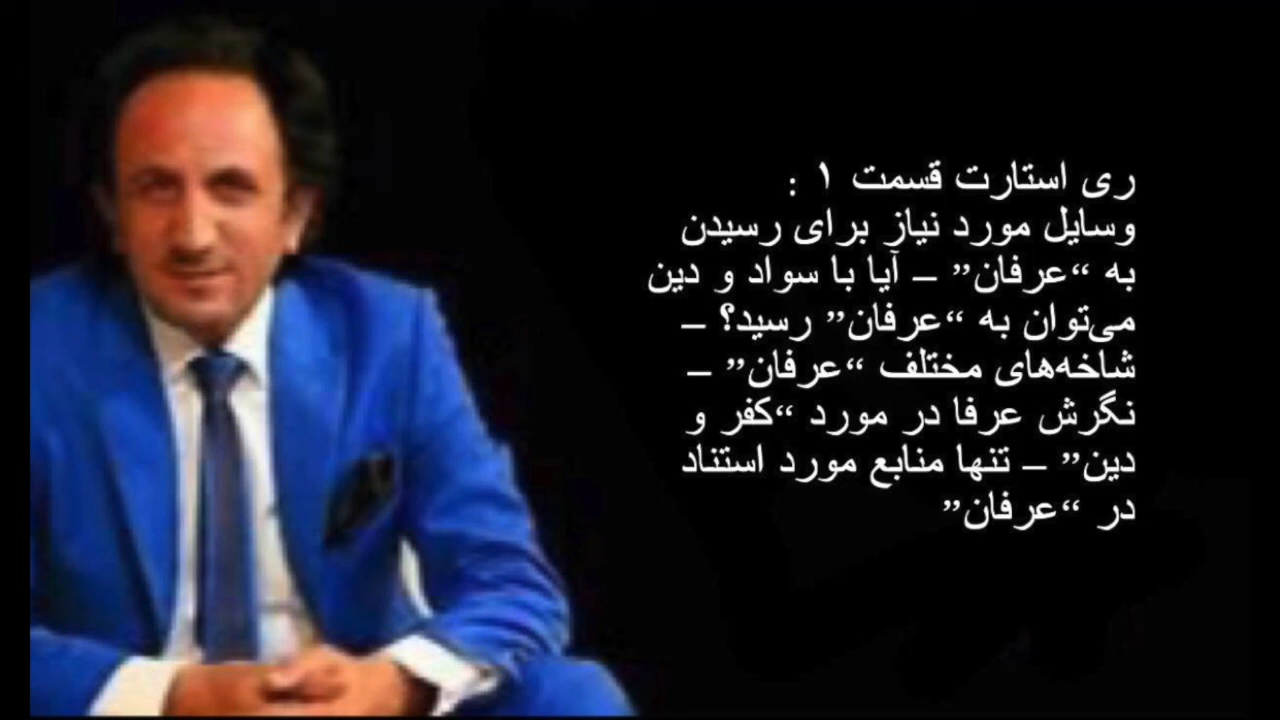 ری استارت قسمت ۱ :
وسایل مورد نیاز برای رسیدن
به “عرفان” – آیا با سواد و دین
می‌توان به “عرفان” رسید؟ –
شاخه‌های مختلف “عرفان” –
نگرش عرفا در مورد “کفر و
دین” – تنها منابع مورد استناد
در “عرفان”